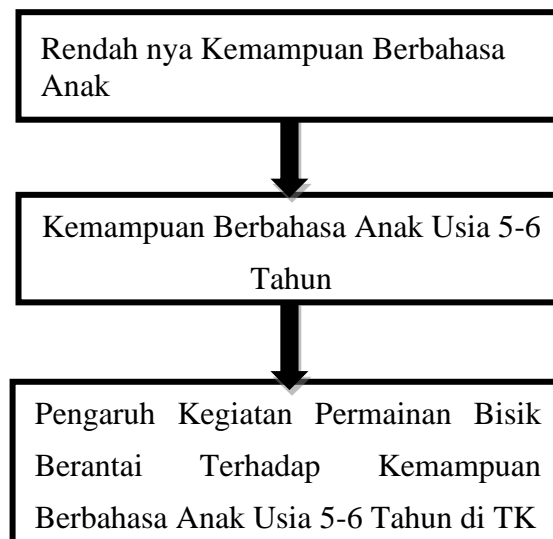 Rendah nya Kemampuan Berbahasa
Anak
Kemampuan Berbahasa Anak Usia 5-6
Tahun
Pengaruh Kegiatan Permainan Bisik
Berantai Terhadap Kemampuan
Berbahasa Anak Usia 5-6 Tahun di TK